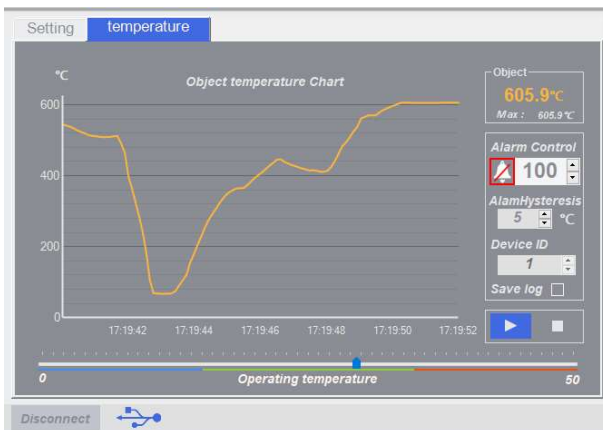 Setting temperature
°C
Object temperature Chart
600
400
200
0
17:19:42 17:19:44 17:19:46 17:19:48 17:19:50 17:19:52
Object
605.9°C
Max : 605.9°C
Alarm Control
100
AlamHysteresis
5 °C
Device ID
1
Save log
0 Operating temperature 50
Disconnect